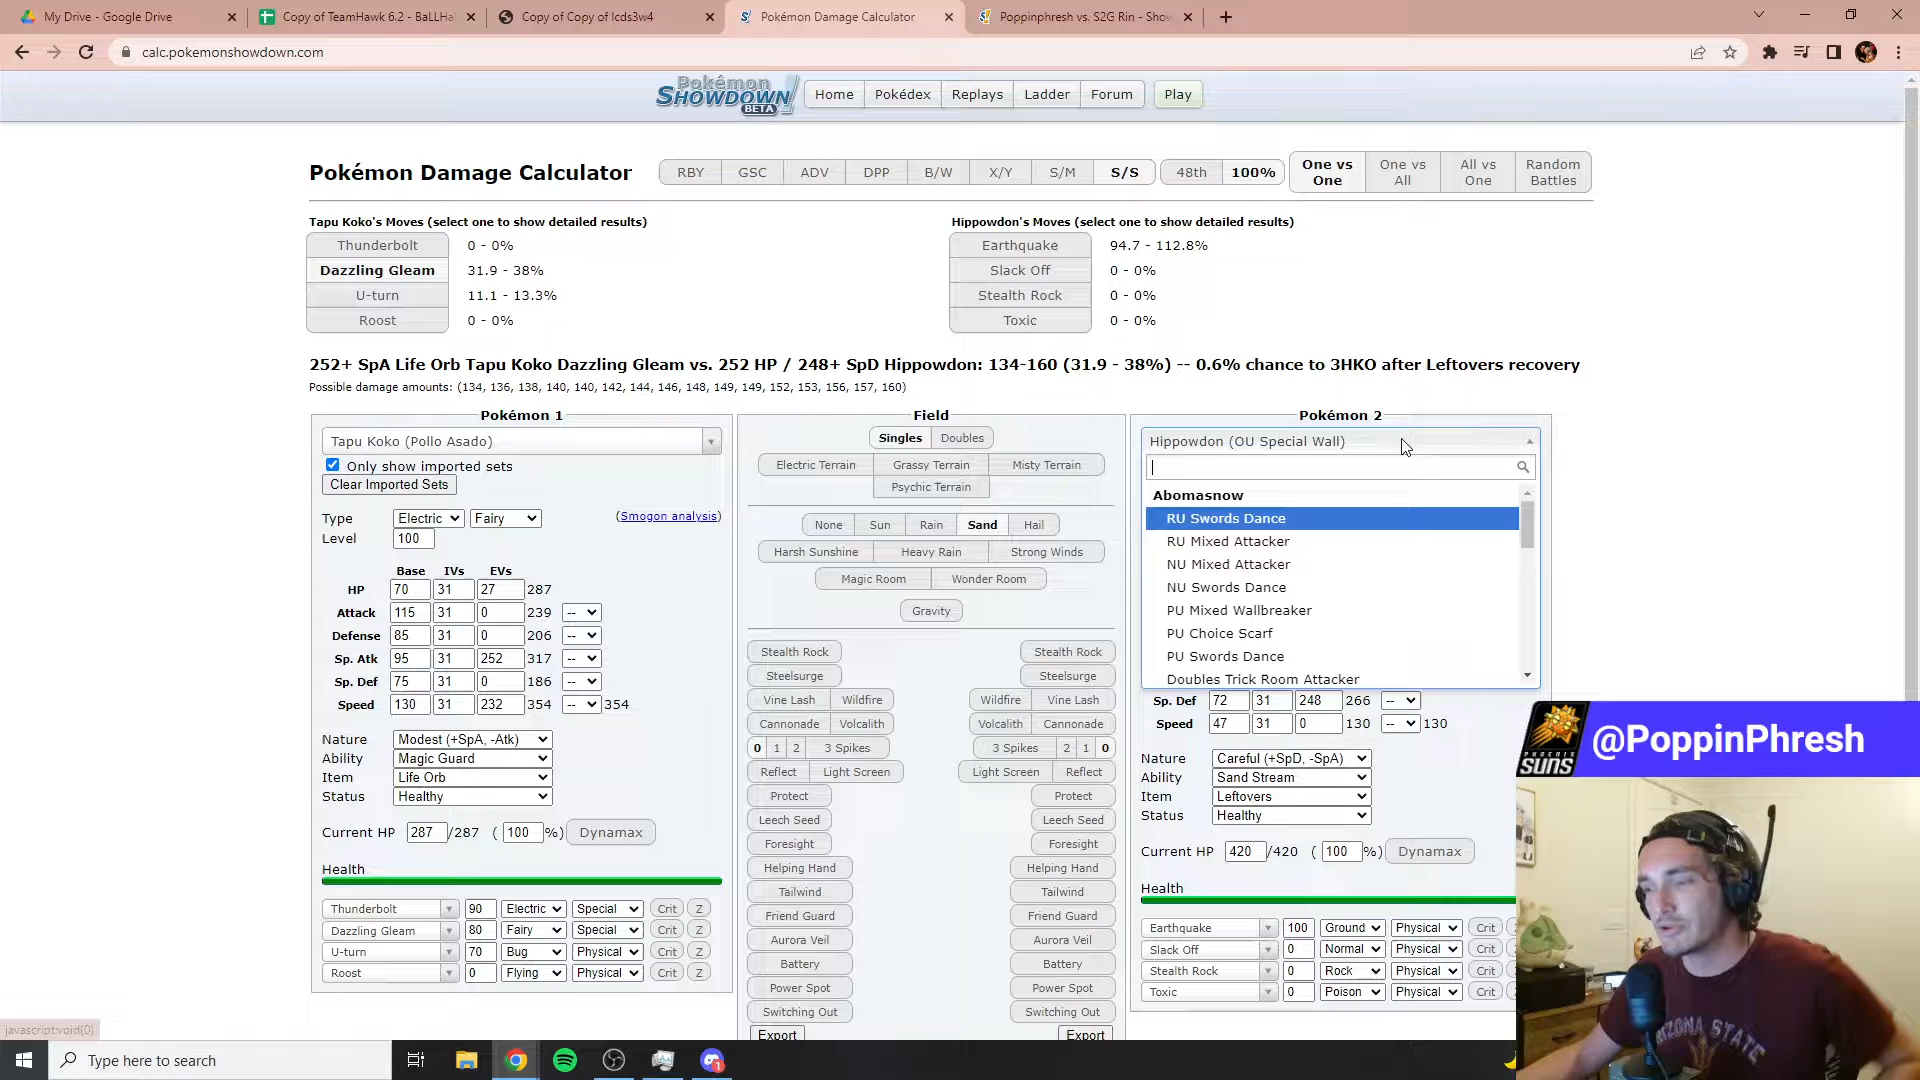 My Drive - Google Drive
Copy of TeamHawk 6.2 - BaLLHa
Copy of Copy of lcds3w4
Pokémon Damage Calculator
Poppinphresh vs. S2G Rin - Show
calc.pokemonshowdown.com
Pokémon
SHOWDOWN!
BETA
Home
Pokédex
Replays
Ladder
Forum
Play
Pokémon Damage Calculator
RBY GSC ADV DPP B/W X/Y S/M S/S
48th 100%
One vs One
One vs All
All vs One
Random Battles
Tapu Koko's Moves (select one to show detailed results)
Thunderbolt 0 - 0%
Dazzling Gleam 31.9 - 38%
U-turn 11.1 - 13.3%
Roost 0 - 0%
Hippowdon's Moves (select one to show detailed results)
Earthquake 94.7 - 112.8%
Slack Off 0 - 0%
Stealth Rock 0 - 0%
Toxic 0 - 0%
252+ SpA Life Orb Tapu Koko Dazzling Gleam vs. 252 HP / 248+ SpD Hippowdon: 134-160 (31.9 - 38%) -- 0.6% chance to 3HKO after Leftovers recovery
Possible damage amounts: (134, 136, 138, 140, 140, 142, 144, 146, 148, 149, 149, 152, 153, 156, 157, 160)
Pokémon 1
Tapu Koko (Pollo Asado)
Only show imported sets
Clear Imported Sets
Type Electric Fairy
(Smogon analysis)
Level 100
Base IVs EVs
HP 70 31 27 287
Attack 115 31 0 239 --
Defense 85 31 0 206 --
Sp. Atk 95 31 252 317 --
Sp. Def 75 31 0 186 --
Speed 130 31 232 354 -- 354
Nature Modest (+SpA, -Atk)
Ability Magic Guard
Item Life Orb
Status Healthy
Current HP 287 /287 ( 100 %) Dynamax
Health
Thunderbolt 90 Electric Special Crit Z
Dazzling Gleam 80 Fairy Special Crit Z
U-turn 70 Bug Physical Crit Z
Roost 0 Flying Physical Crit Z
Field
Singles Doubles
Electric Terrain Grassy Terrain Misty Terrain
Psychic Terrain
None Sun Rain Sand Hail
Harsh Sunshine Heavy Rain Strong Winds
Magic Room Wonder Room
Gravity
Stealth Rock Stealth Rock
Steelsurge Steelsurge
Vine Lash Wildfire Wildfire Vine Lash
Cannonade Volcalith Volcalith Cannonade
0 1 2 3 Spikes 3 Spikes 2 1 0
Reflect Light Screen Light Screen Reflect
Protect Protect
Leech Seed Leech Seed
Foresight Foresight
Helping Hand Helping Hand
Tailwind Tailwind
Friend Guard Friend Guard
Aurora Veil Aurora Veil
Battery Battery
Power Spot Power Spot
Switching Out Switching Out
Export Export
Pokémon 2
Hippowdon (OU Special Wall)
Abomasnow
RU Swords Dance
RU Mixed Attacker
NU Mixed Attacker
NU Swords Dance
PU Mixed Wallbreaker
PU Choice Scarf
PU Swords Dance
Doubles Trick Room Attacker
Sp. Def 72 31 248 266 --
Speed 47 31 0 130 -- 130
Nature Careful (+SpD, -SpA)
Ability Sand Stream
Item Leftovers
Status Healthy
Current HP 420 /420 ( 100 %) Dynamax
Health
Earthquake 100 Ground Physical Crit
Slack Off 0 Normal Physical Crit
Stealth Rock 0 Rock Physical Crit
Toxic 0 Poison Physical Crit
PHOENIX
SUNS
@PoppinPhresh
ARIZONA STATE
javascript:void(0)
Type here to search
1